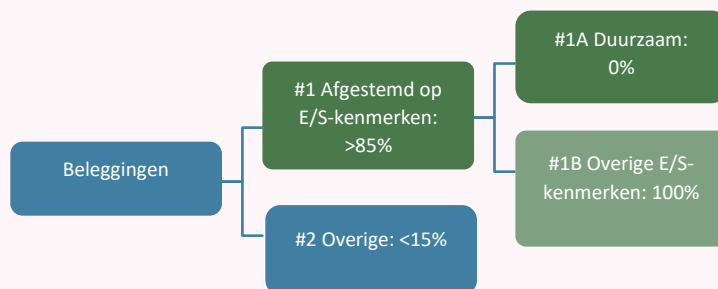 Beleggingen
#1 Afgestemd op
E/S-kenmerken:
>85%
#2 Overige: <15%
#1A Duurzaam:
0%
#1B Overige E/S-
kenmerken: 100%